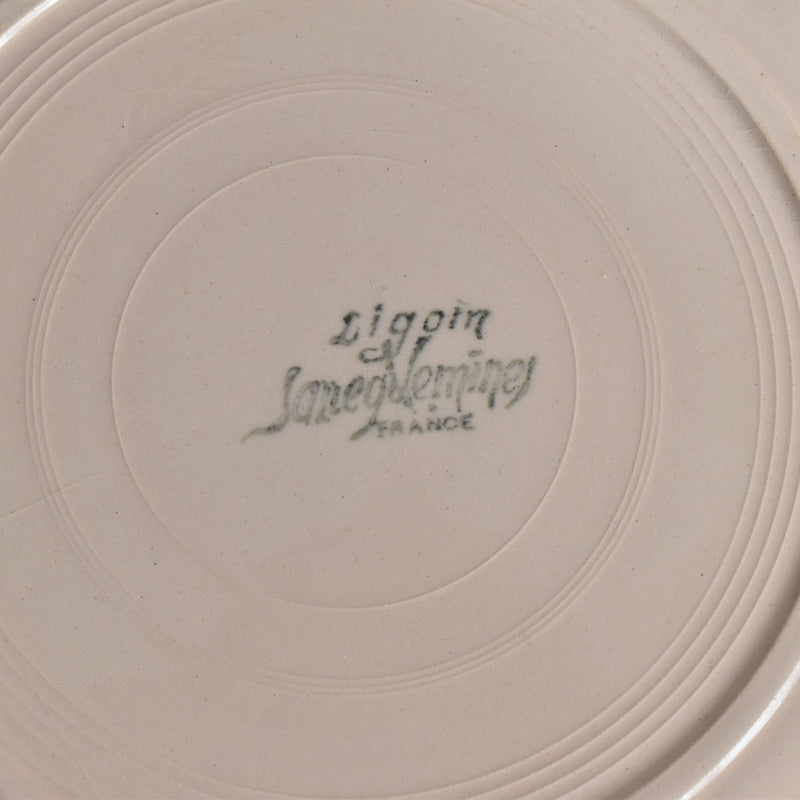 Digoin
&
Sarreguemines
FRANCE